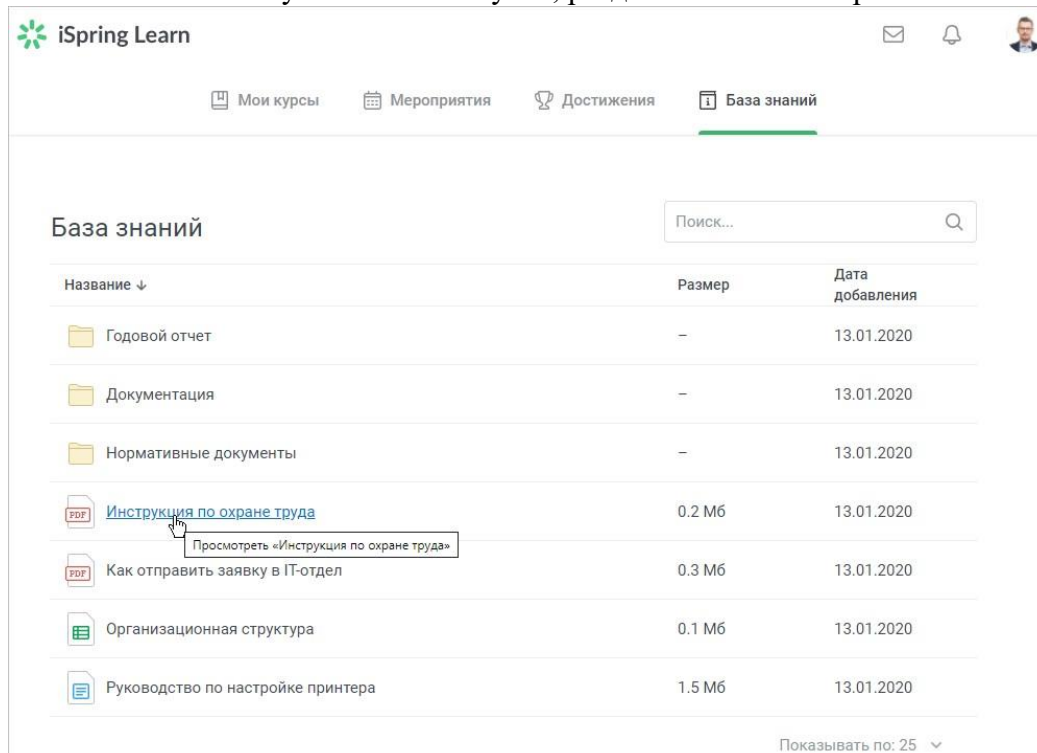 iSpring Learn
Мои курсы Мероприятия Достижения База знаний
База знаний
Поиск...
Название ↓ Размер Дата добавления
Годовой отчет – 13.01.2020
Документация – 13.01.2020
Нормативные документы – 13.01.2020
PDF Инструкция по охране труда 0.2 Мб 13.01.2020
Просмотреть «Инструкция по охране труда»
PDF Как отправить заявку в IT-отдел 0.3 Мб 13.01.2020
Организационная структура 0.1 Мб 13.01.2020
Руководство по настройке принтера 1.5 Мб 13.01.2020
Показывать по: 25